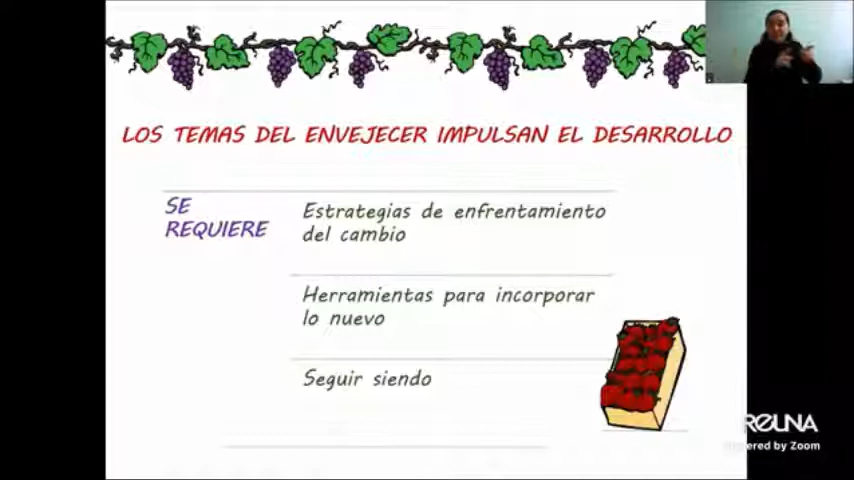 LOS TEMAS DEL ENVEJECER IMPULSAN EL DESARROLLO
SE
REQUIERE
Estrategias de enfrentamiento
del cambio
Herramientas para incorporar
lo nuevo
Seguir siendo
REUNA
by Zoom